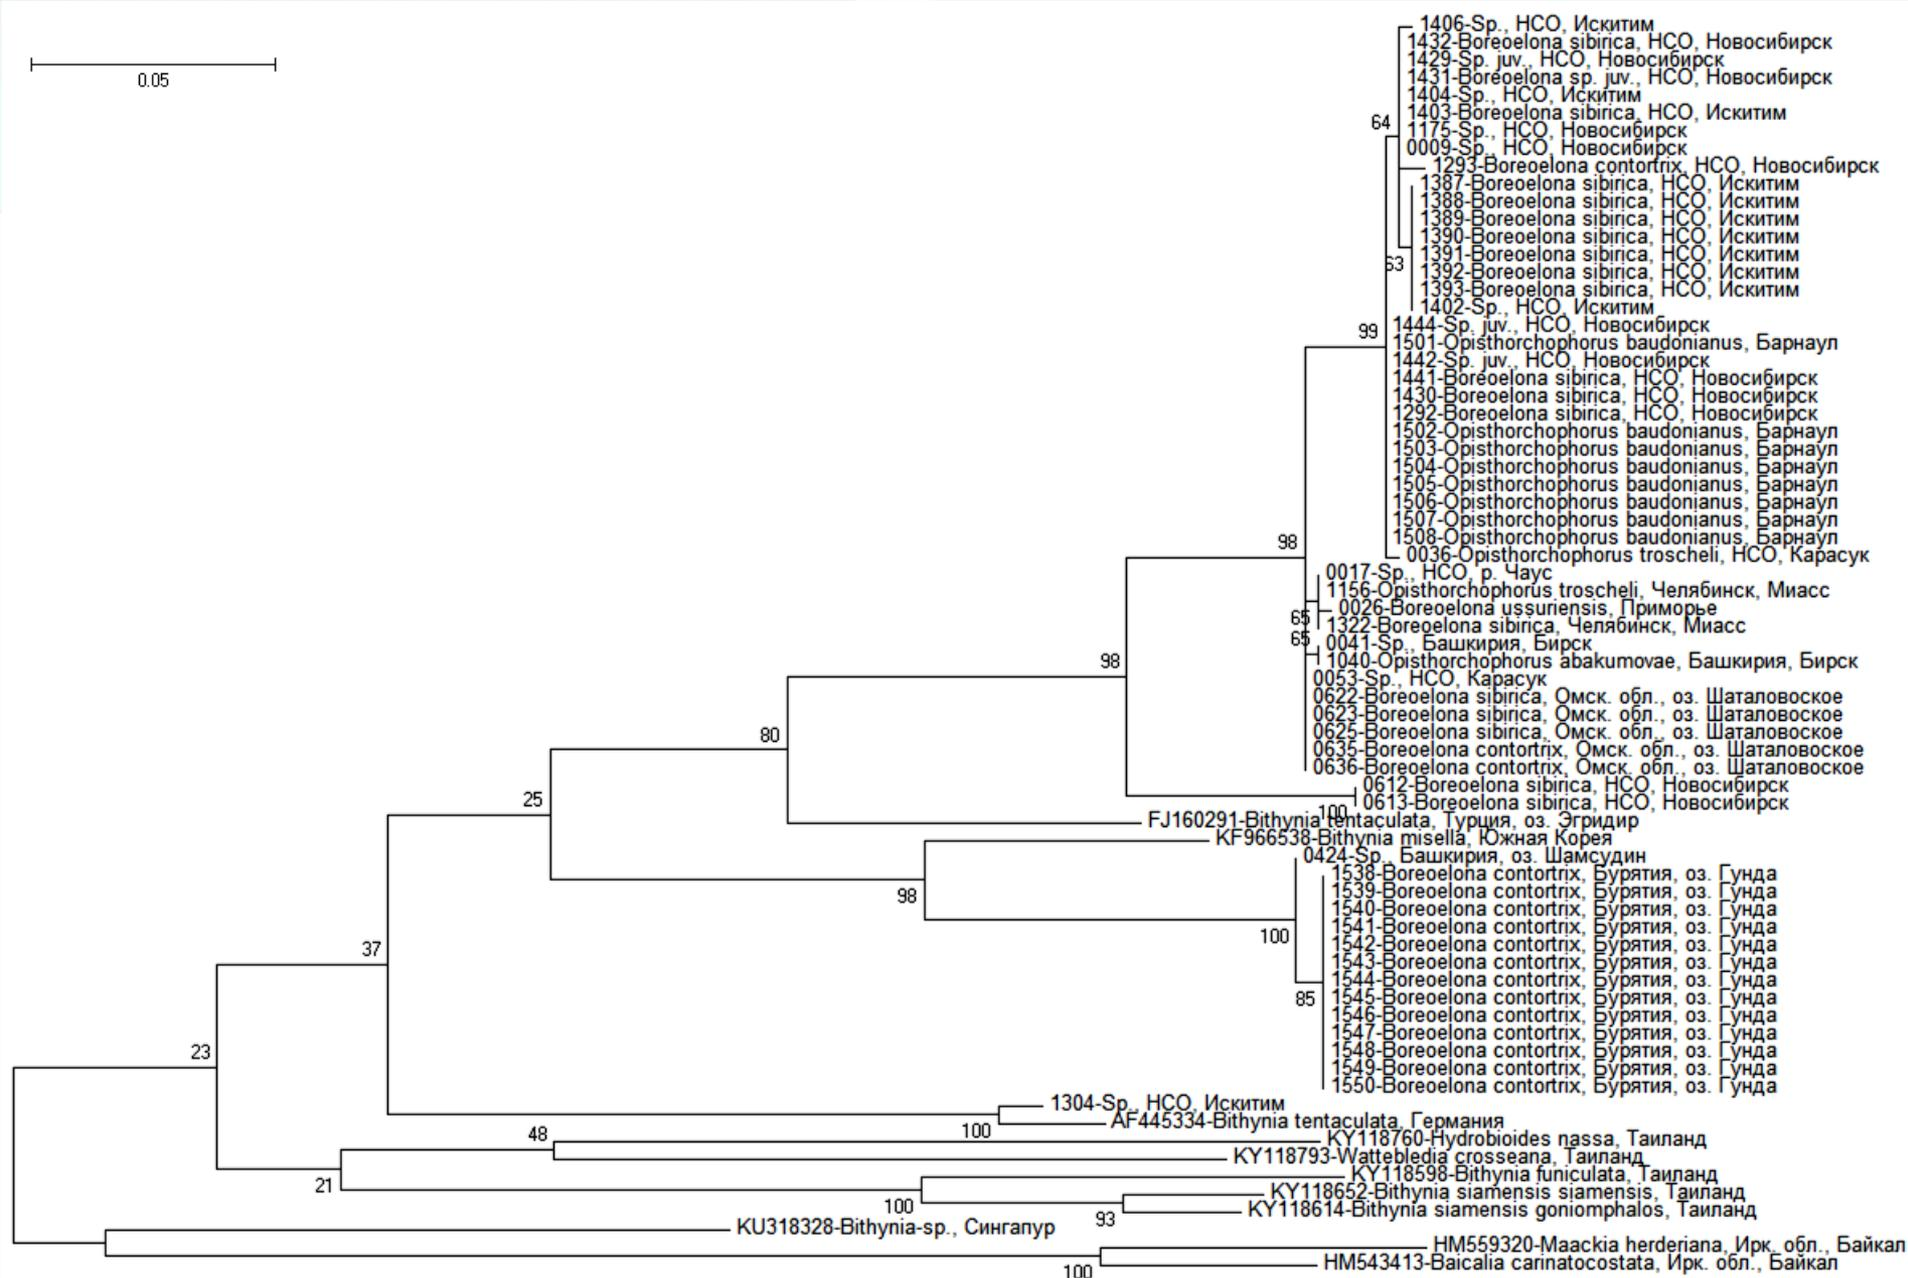 0.05
1406-Sp., НСО, Искитим
1432-Boreoelona sibirica, НСО, Новосибирск
1429-Sp. juv., НСО, Новосибирск
1431-Boreoelona sp. juv., НСО, Новосибирск
1404-Sp., НСО, Искитим
1403-Boreoelona sibirica, НСО, Искитим
64
1175-Sp., НСО, Новосибирск
0009-Sp., НСО, Новосибирск
1293-Boreoelona contortrix, НСО, Новосибирск
1387-Boreoelona sibirica, НСО, Искитим
1388-Boreoelona sibirica, НСО, Искитим
1389-Boreoelona sibirica, НСО, Искитим
1390-Boreoelona sibirica, НСО, Искитим
1391-Boreoelona sibirica, НСО, Искитим
63
1392-Boreoelona sibirica, НСО, Искитим
1393-Boreoelona sibirica, НСО, Искитим
1402-Sp., НСО, Искитим
1444-Sp. juv., НСО, Новосибирск
99
1501-Opisthorchophorus baudonianus, Барнаул
1442-Sp. juv., НСО, Новосибирск
1441-Boreoelona sibirica, НСО, Новосибирск
1430-Boreoelona sibirica, НСО, Новосибирск
1292-Boreoelona sibirica, НСО, Новосибирск
1502-Opisthorchophorus baudonianus, Барнаул
1503-Opisthorchophorus baudonianus, Барнаул
1504-Opisthorchophorus baudonianus, Барнаул
1505-Opisthorchophorus baudonianus, Барнаул
1506-Opisthorchophorus baudonianus, Барнаул
1507-Opisthorchophorus baudonianus, Барнаул
1508-Opisthorchophorus baudonianus, Барнаул
98
0036-Opisthorchophorus troscheli, НСО, Карасук
0017-Sp., НСО, р. Чаус
1156-Opisthorchophorus troscheli, Челябинск, Миасс
0026-Boreoelona ussuriensis, Приморье
65
1322-Boreoelona sibirica, Челябинск, Миасс
65
0041-Sp., Башкирия, Бирск
1040-Opisthorchophorus abakumovae, Башкирия, Бирск
98
0053-Sp., НСО, Карасук
0622-Boreoelona sibirica, Омск. обл., оз. Шаталовоское
0623-Boreoelona sibirica, Омск. обл., оз. Шаталовоское
0625-Boreoelona sibirica, Омск. обл., оз. Шаталовоское
80
0635-Boreoelona contortrix, Омск. обл., оз. Шаталовоское
0636-Boreoelona contortrix, Омск. обл., оз. Шаталовоское
0612-Boreoelona sibirica, НСО, Новосибирск
25
0613-Boreoelona sibirica, НСО, Новосибирск
100
FJ160291-Bithynia tentaculata, Турция, оз. Эгридир
KF966538-Bithynia misella, Южная Корея
0424-Sp., Башкирия, оз. Шамсудин
1538-Boreoelona contortrix, Бурятия, оз. Гунда
98
1539-Boreoelona contortrix, Бурятия, оз. Гунда
1540-Boreoelona contortrix, Бурятия, оз. Гунда
1541-Boreoelona contortrix, Бурятия, оз. Гунда
100
1542-Boreoelona contortrix, Бурятия, оз. Гунда
37
1543-Boreoelona contortrix, Бурятия, оз. Гунда
1544-Boreoelona contortrix, Бурятия, оз. Гунда
85
1545-Boreoelona contortrix, Бурятия, оз. Гунда
1546-Boreoelona contortrix, Бурятия, оз. Гунда
1547-Boreoelona contortrix, Бурятия, оз. Гунда
23
1548-Boreoelona contortrix, Бурятия, оз. Гунда
1549-Boreoelona contortrix, Бурятия, оз. Гунда
1550-Boreoelona contortrix, Бурятия, оз. Гунда
1304-Sp., НСО, Искитим
AF445334-Bithynia tentaculata, Германия
100
48
KY118760-Hydrobioides nassa, Таиланд
KY118793-Wattebledia crosseana, Таиланд
KY118598-Bithynia funiculata, Таиланд
21
KY118652-Bithynia siamensis siamensis, Таиланд
100
KY118614-Bithynia siamensis goniomphalos, Таиланд
93
KU318328-Bithynia-sp., Сингапур
HM559320-Maackia herderiana, Ирк. обл., Байкал
HM543413-Baicalia carinatocostata, Ирк. обл., Байкал
100